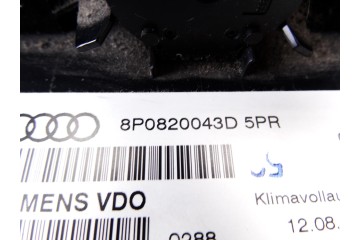 8P0820043D 5PR
MENS VDO
Klimavollau
12.08.
0288